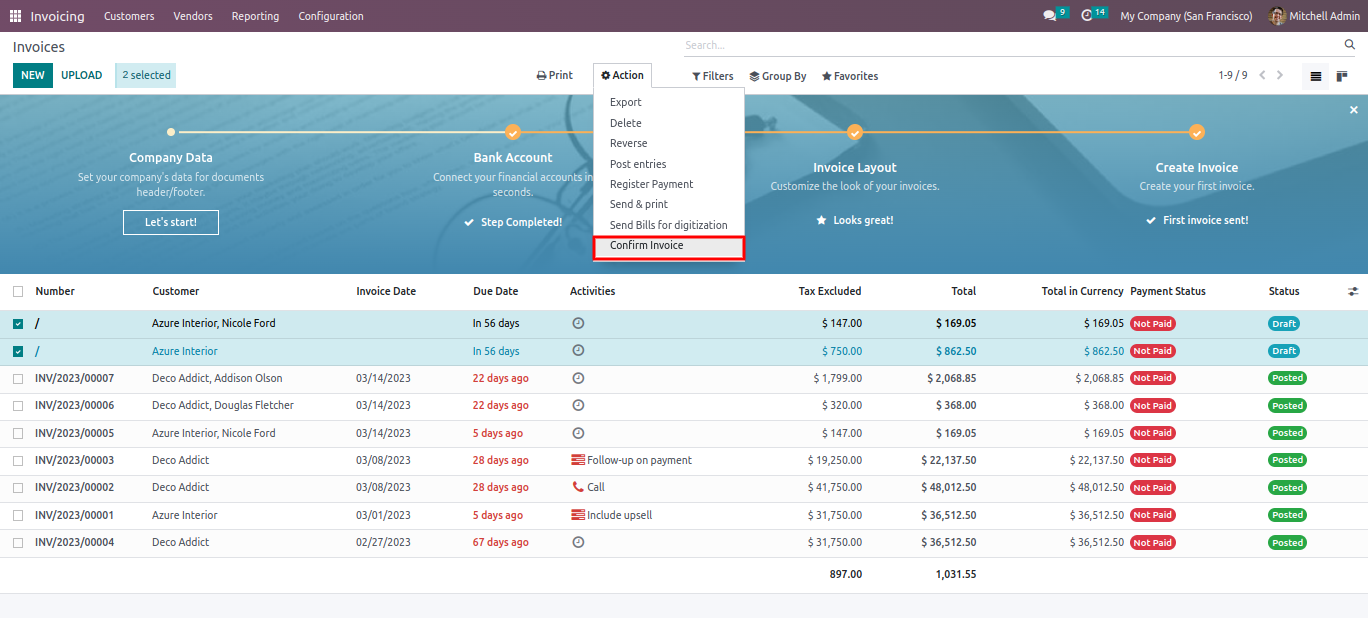 Invoicing Customers Vendors Reporting Configuration 9 14 My Company (San Francisco) Mitchell Admin
Invoices Search...
NEW UPLOAD 2 selected Print Action Filters Group By Favorites 1-9 / 9
Export
Delete
Reverse
Post entries
Register Payment
Send & print
Send Bills for digitization
Confirm Invoice
Company Data
Set your company's data for documents
header/footer.
Let's start!
Bank Account
Connect your financial accounts in
seconds.
Step Completed!
Invoice Layout
Customize the look of your invoices.
Looks great!
Create Invoice
Create your first invoice.
First invoice sent!
Number Customer Invoice Date Due Date Activities Tax Excluded Total Total in Currency Payment Status Status
/ Azure Interior, Nicole Ford In 56 days $ 147.00 $ 169.05 $ 169.05 Not Paid Draft
/ Azure Interior In 56 days $ 750.00 $ 862.50 $ 862.50 Not Paid Draft
INV/2023/00007 Deco Addict, Addison Olson 03/14/2023 22 days ago $ 1,799.00 $ 2,068.85 $ 2,068.85 Not Paid Posted
INV/2023/00006 Deco Addict, Douglas Fletcher 03/14/2023 22 days ago $ 320.00 $ 368.00 $ 368.00 Not Paid Posted
INV/2023/00005 Azure Interior, Nicole Ford 03/14/2023 5 days ago $ 147.00 $ 169.05 $ 169.05 Not Paid Posted
INV/2023/00003 Deco Addict 03/08/2023 28 days ago Follow-up on payment $ 19,250.00 $ 22,137.50 $ 22,137.50 Not Paid Posted
INV/2023/00002 Deco Addict 03/08/2023 28 days ago Call $ 41,750.00 $ 48,012.50 $ 48,012.50 Not Paid Posted
INV/2023/00001 Azure Interior 03/01/2023 5 days ago Include upsell $ 31,750.00 $ 36,512.50 $ 36,512.50 Not Paid Posted
INV/2023/00004 Deco Addict 02/27/2023 67 days ago $ 31,750.00 $ 36,512.50 $ 36,512.50 Not Paid Posted
897.00 1,031.55